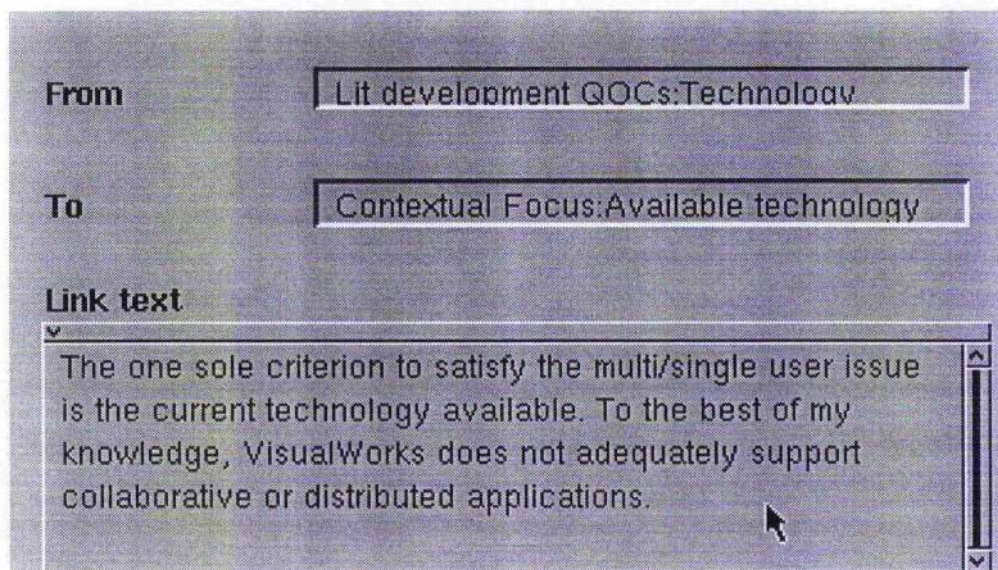 From
Lit development QOCs:Technology
To
Contextual Focus:Available technology
Link text
The one sole criterion to satisfy the multi/single user issue
is the current technology available. To the best of my
knowledge, VisualWorks does not adequately support
collaborative or distributed applications.